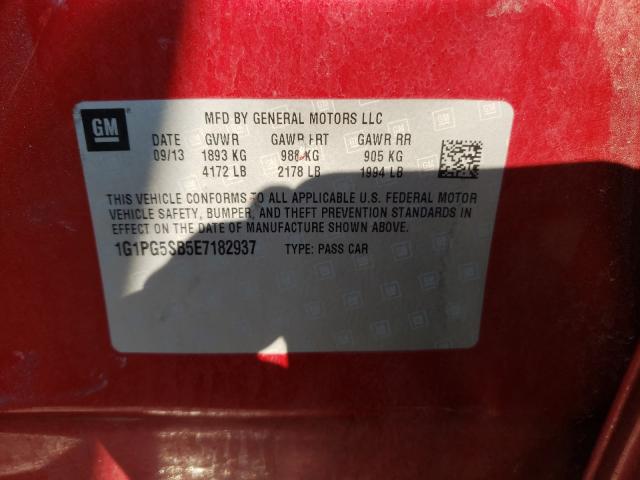 GM
MFD BY GENERAL MOTORS LLC
DATE GVWR GAWR FRT GAWR RR
09/13 1893 KG 988 KG 905 KG
4172 LB 2178 LB 1994 LB
THIS VEHICLE CONFORMS TO ALL APPLICABLE U.S. FEDERAL MOTOR
VEHICLE SAFETY, BUMPER, AND THEFT PREVENTION STANDARDS IN
EFFECT ON THE DATE OF MANUFACTURE SHOWN ABOVE.
1G1PG5SB5E7182937 TYPE: PASS CAR